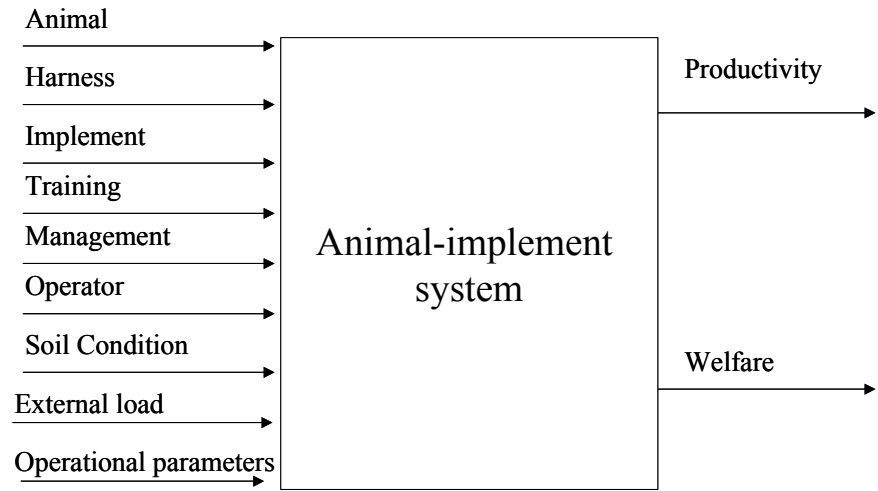 Animal
Harness
Implement
Training
Management
Operator
Soil Condition
External load
Operational parameters
Animal-implement
system
Productivity
Welfare